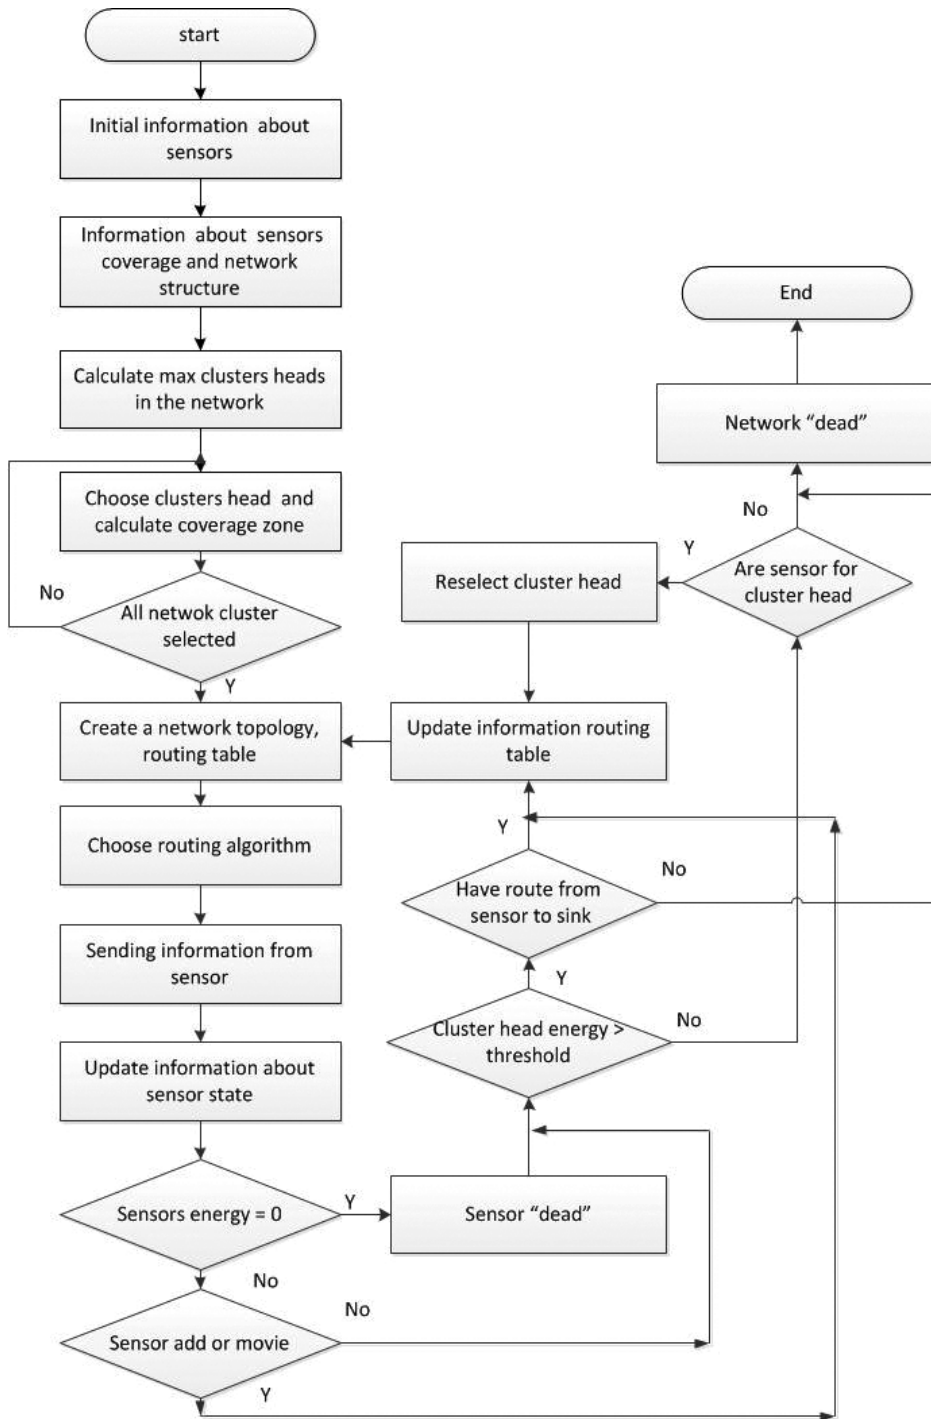 start
Initial information about
sensors
Information about sensors
coverage and network
structure
Calculate max clusters heads
in the network
Choose clusters head and
calculate coverage zone
No
All netwok cluster
selected
Y
Create a network topology,
routing table
Choose routing algorithm
Sending information from
sensor
Update information about
sensor state
Sensors energy = 0
Y
No
Sensor add or movie
No
Y
Sensor “dead”
Cluster head energy >
threshold
No
Y
Have route from
sensor to sink
No
Y
Update information routing
table
Reselect cluster head
Y
Are sensor for
cluster head
No
Network “dead”
End